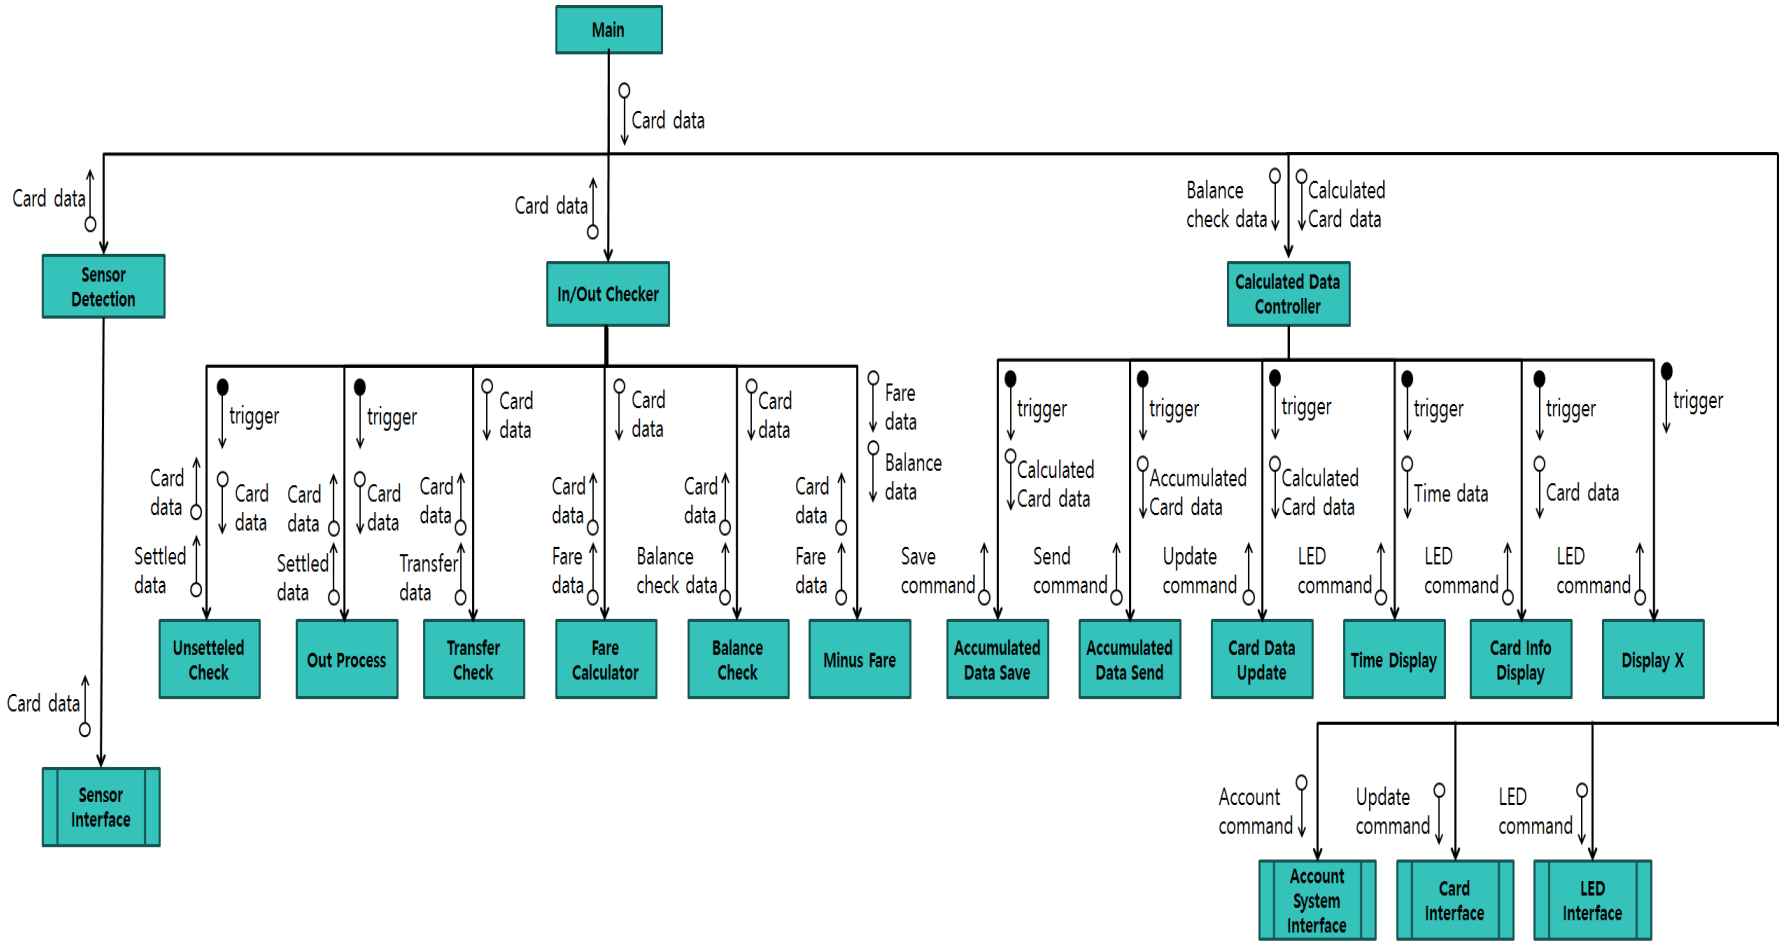 Main
Card data
Card data
Card data
Balance
check data
Calculated
Card data
Sensor
Detection
In/Out Checker
Calculated Data
Controller
trigger
Card
data
Card
data
Settled
data
trigger
Card
data
Card
data
Settled
data
Card
data
Card
data
Transfer
data
Card
data
Card
data
Fare
data
Card
data
Card
data
Balance
check data
Fare
data
Balance
data
Card
data
Fare
data
trigger
Calculated
Card data
Save
command
trigger
Accumulated
Card data
Send
command
trigger
Calculated
Card data
Update
command
trigger
Time data
LED
command
trigger
Card data
LED
command
trigger
LED
command
Unsetteled
Check
Out Process
Transfer
Check
Fare
Calculator
Balance
Check
Minus Fare
Accumulated
Data Save
Accumulated
Data Send
Card Data
Update
Time Display
Card Info
Display
Display X
Card data
Sensor
Interface
Account
command
Update
command
LED
command
Account
System
Interface
Card
Interface
LED
Interface